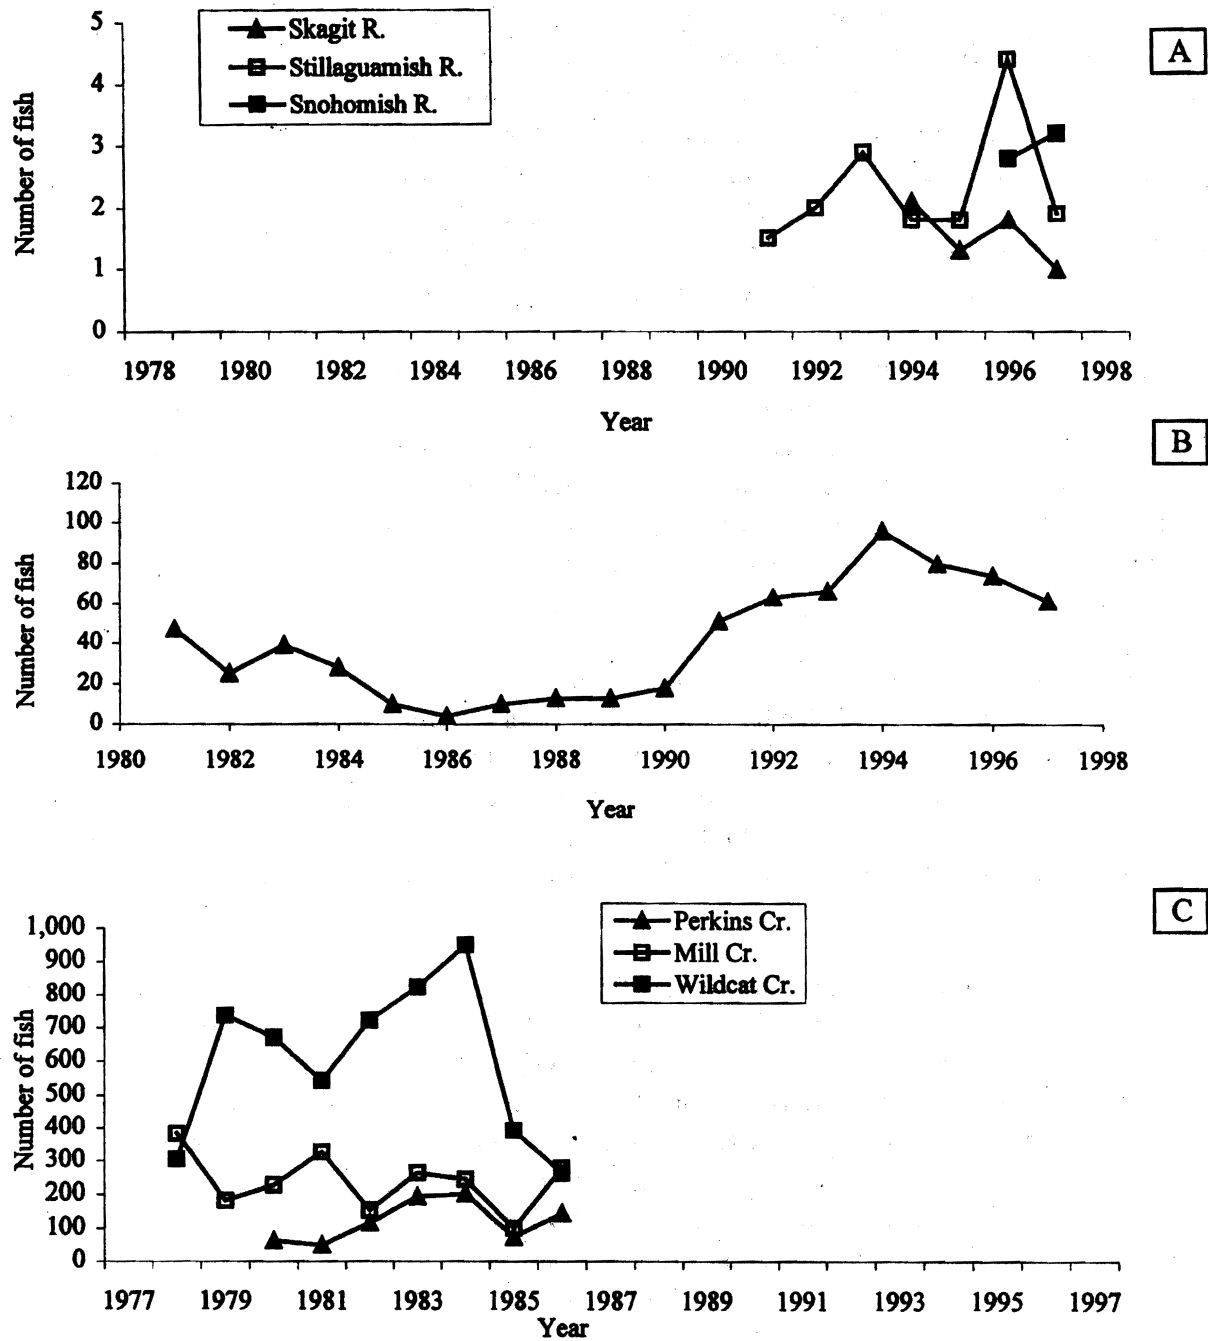 A
Skagit R.
Stillaguamish R.
Snohomish R.
Number of fish
5
4
3
2
1
0
1978 1980 1982 1984 1986 1988 1990 1992 1994 1996 1998
Year
B
Number of fish
120
100
80
60
40
20
0
1980 1982 1984 1986 1988 1990 1992 1994 1996 1998
Year
C
Perkins Cr.
Mill Cr.
Wildcat Cr.
Number of fish
1,000
900
800
700
600
500
400
300
200
100
0
1977 1979 1981 1983 1985 1987 1989 1991 1993 1995 1997
Year